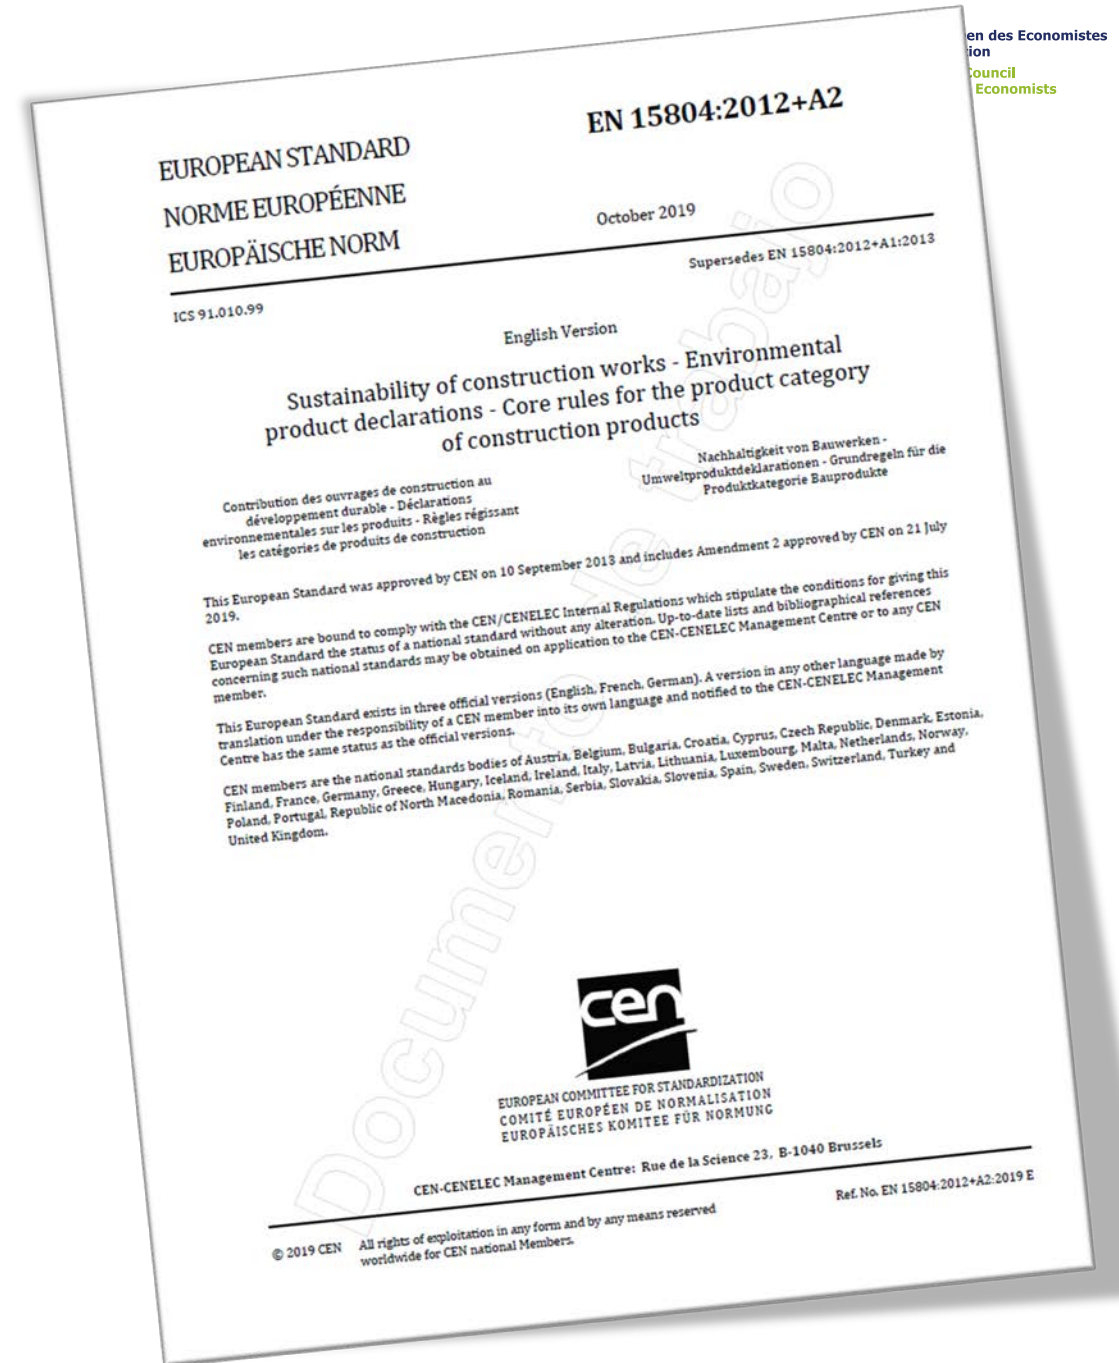 en des Economistes
ion
Council
Economists
EN 15804:2012+A2
EUROPEAN STANDARD
NORME EUROPÉENNE
EUROPÄISCHE NORM
October 2019
Supersedes EN 15804:2012+A1:2013
ICS 91.010.99
English Version
Sustainability of construction works - Environmental
product declarations - Core rules for the product category
of construction products
Contribution des ouvrages de construction au
développement durable - Déclarations
environnementales sur les produits - Règles régissant
les catégories de produits de construction
Nachhaltigkeit von Bauwerken -
Umweltproduktdeklarationen - Grundregeln für die
Produktkategorie Bauprodukte
This European Standard was approved by CEN on 10 September 2013 and includes Amendment 2 approved by CEN on 21 July
2019.
CEN members are bound to comply with the CEN/CENELEC Internal Regulations which stipulate the conditions for giving this
European Standard the status of a national standard without any alteration. Up-to-date lists and bibliographical references
concerning such national standards may be obtained on application to the CEN-CENELEC Management Centre or to any CEN
member.
This European Standard exists in three official versions (English, French, German). A version in any other language made by
translation under the responsibility of a CEN member into its own language and notified to the CEN-CENELEC Management
Centre has the same status as the official versions.
CEN members are the national standards bodies of Austria, Belgium, Bulgaria, Croatia, Cyprus, Czech Republic, Denmark, Estonia,
Finland, France, Germany, Greece, Hungary, Iceland, Ireland, Italy, Latvia, Lithuania, Luxembourg, Malta, Netherlands, Norway,
Poland, Portugal, Republic of North Macedonia, Romania, Serbia, Slovakia, Slovenia, Spain, Sweden, Switzerland, Turkey and
United Kingdom.
Documento de trabajo
cen
EUROPEAN COMMITTEE FOR STANDARDIZATION
COMITÉ EUROPÉEN DE NORMALISATION
EUROPÄISCHES KOMITEE FÜR NORMUNG
CEN-CENELEC Management Centre: Rue de la Science 23, B-1040 Brussels
© 2019 CEN
All rights of exploitation in any form and by any means reserved
worldwide for CEN national Members.
Ref. No. EN 15804:2012+A2:2019 E